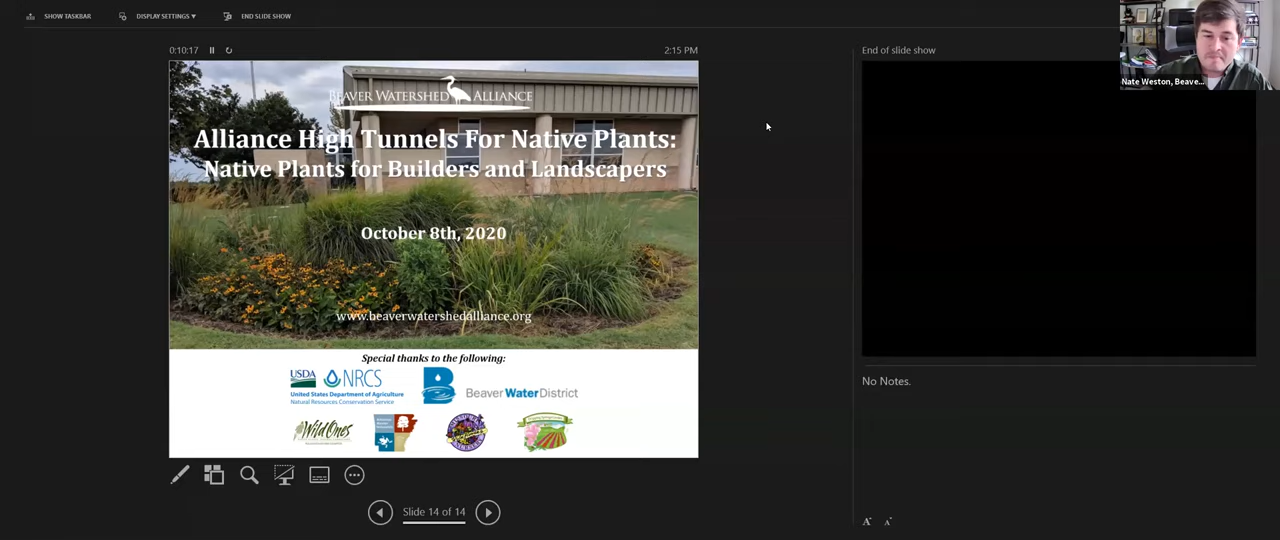 SHOW TASKBAR
DISPLAY SETTINGS ▼
END SLIDE SHOW
0:10:17
2:15 PM
End of slide show
Nate Weston, Beave...
BEAVER WATERSHED ALLIANCE
Alliance High Tunnels For Native Plants:
Native Plants for Builders and Landscapers
October 8th, 2020
www.beaverwatershedalliance.org
Special thanks to the following:
USDA NRCS
United States Department of Agriculture
Natural Resources Conservation Service
Beaver Water District
Wild Ones
No Notes.
Slide 14 of 14
A A